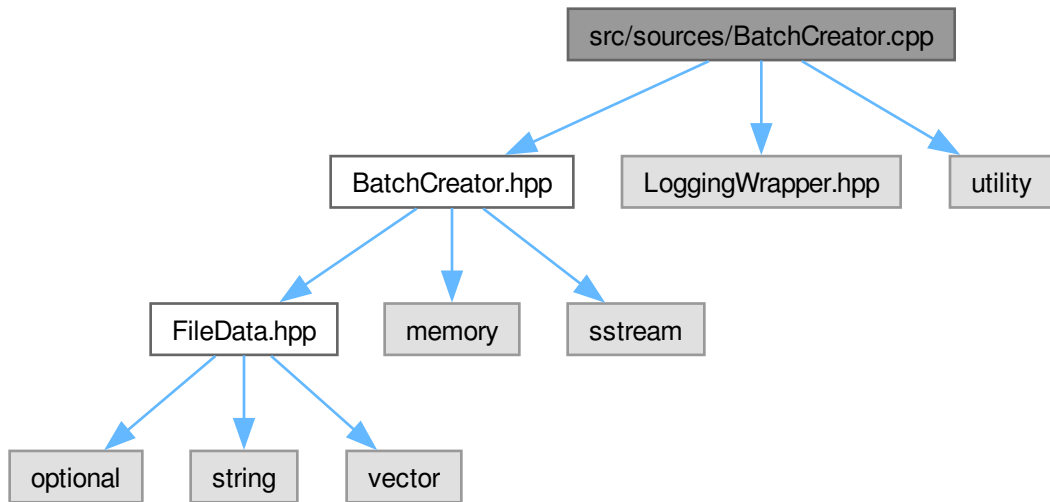 src/sources/BatchCreator.cpp
BatchCreator.hpp
LoggingWrapper.hpp
utility
FileData.hpp
memory
sstream
optional
string
vector